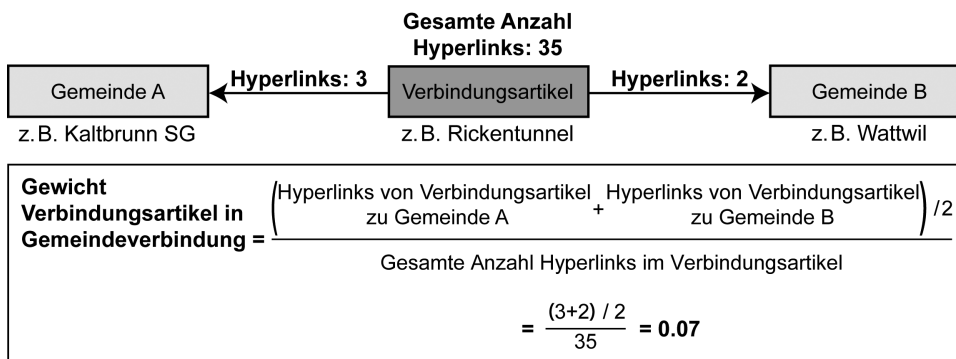 Gesamte Anzahl
Hyperlinks: 35
Gemeinde A
Hyperlinks: 3
Verbindungsartikel
Hyperlinks: 2
Gemeinde B
z.B. Kaltbrunn SG
z.B. Rickentunnel
z.B. Wattwil
Gewicht
Verbindungsartikel in
Gemeindeverbindung =
(Hyperlinks von Verbindungsartikel
zu Gemeinde A
+
Hyperlinks von Verbindungsartikel
zu Gemeinde B) /2
Gesamte Anzahl Hyperlinks im Verbindungsartikel
= (3+2) / 2
35
= 0.07